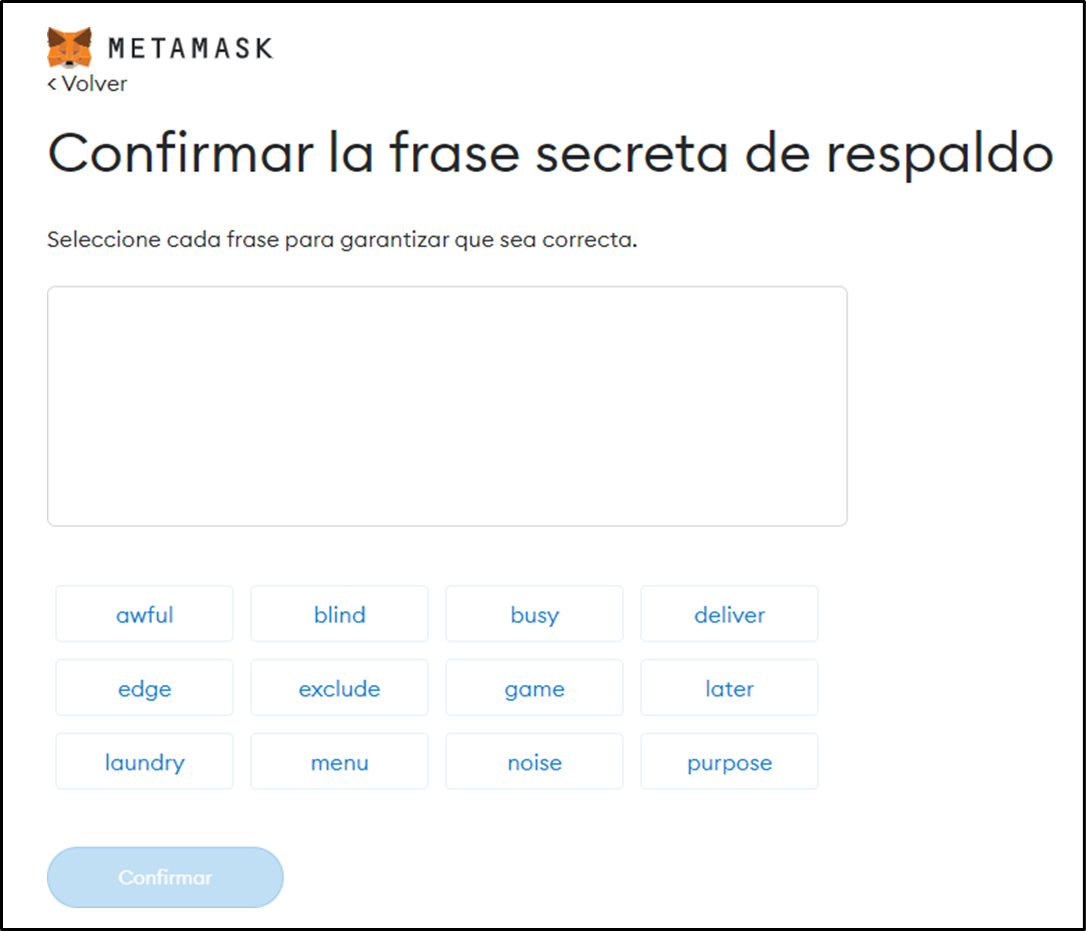 METAMASK
< Volver
Confirmar la frase secreta de respaldo
Seleccione cada frase para garantizar que sea correcta.
awful blind busy deliver
edge exclude game later
laundry menu noise purpose
Confirmar